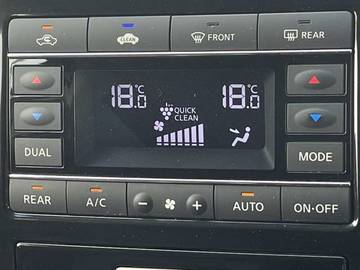 CLEAN FRONT REAR
18.0 °C 18.0 °C
QUICK
CLEAN
DUAL MODE
REAR A/C − + AUTO ON·OFF